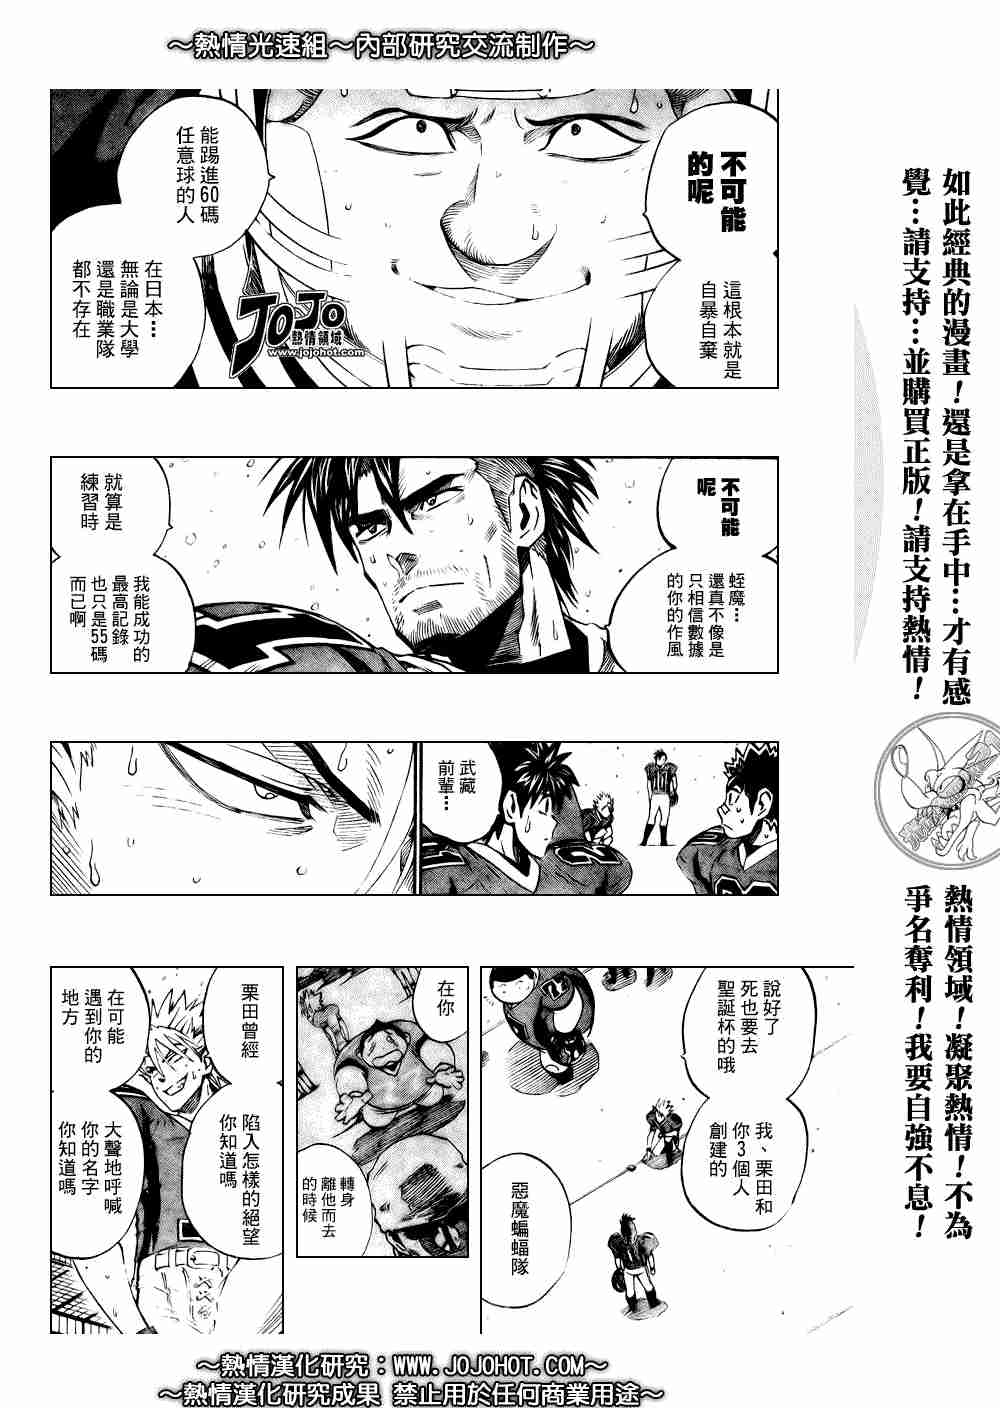 ～熱情光速組～內部研究交流制作～
不可能
的呢
這根本就是
自暴自棄
能踢進60碼
任意球的人
在日本…
無論是大學
還是職業隊
都不存在
JOJO
熱情領域
www.jojohot.com
不可能
呢
蛭魔…
還真不像是
只相信數據
的你的作風
就算是
練習時
我能成功的
最高記錄
也只是55碼
而已啊
武藏
前輩…
說好了
死也要去
聖誕杯的哦
我、栗田和
你3個人
創建的
惡魔蝙蝠隊
在你
轉身
離他而去
的時候
栗田曾經
陷入怎樣的絕望
你知道嗎
在可能
遇到你的
地方
大聲地呼喊
你的名字
你知道嗎
如此經典的漫畫！還是拿在手中…才有感
覺…請支持…並購買正版！請支持熱情！
熱情領域！凝聚熱情！不為
爭名奪利！我要自強不息！
～熱情漢化研究：WWW.JOJOHOT.COM～
～熱情漢化研究成果 禁止用於任何商業用途～